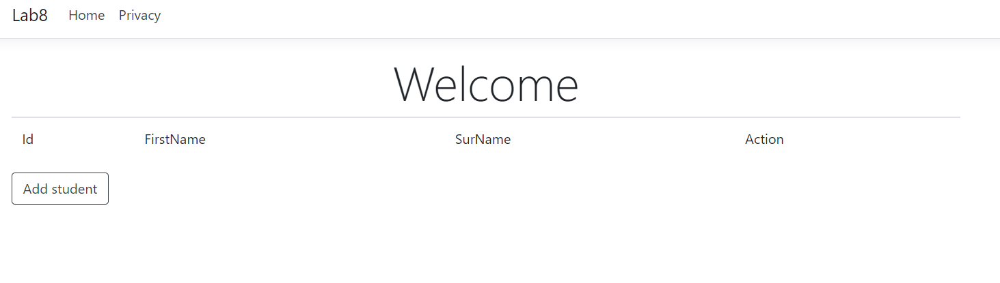 Lab8 Home Privacy
Welcome
Id FirstName SurName Action
Add student